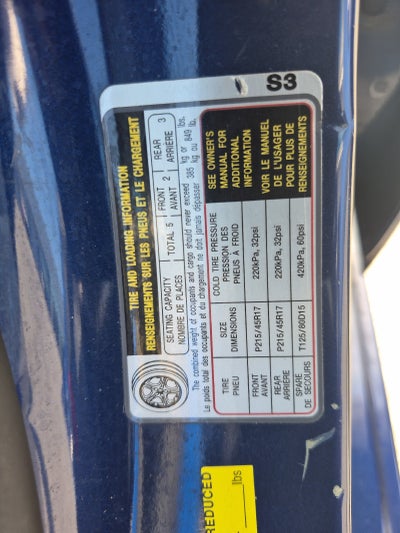 S3
TIRE AND LOADING INFORMATION
RENSEIGNEMENTS SUR LES PNEUS ET LE CHARGEMENT
SEATING CAPACITY
NOMBRE DE PLACES
TOTAL 5
FRONT 2
AVANT
REAR 3
ARRIÈRE
The combined weight of occupants and cargo should never exceed 385 kg or 849 lbs.
Le poids total des occupants et du chargement ne doit jamais dépasser 385 kg ou 849 lb.
TIRE
PNEU
SIZE
DIMENSIONS
COLD TIRE PRESSURE
PRESSION DES
PNEUS À FROID
FRONT
AVANT
P215/45R17
220kPa, 32psi
REAR
ARRIÈRE
P215/45R17
220kPa, 32psi
SPARE
DE SECOURS
T125/80D15
420kPa, 60psi
SEE OWNER'S
MANUAL FOR
ADDITIONAL
INFORMATION
VOIR LE MANUEL
DE L'USAGER
POUR PLUS DE
RENSEIGNEMENTS
REDUCED
lbs